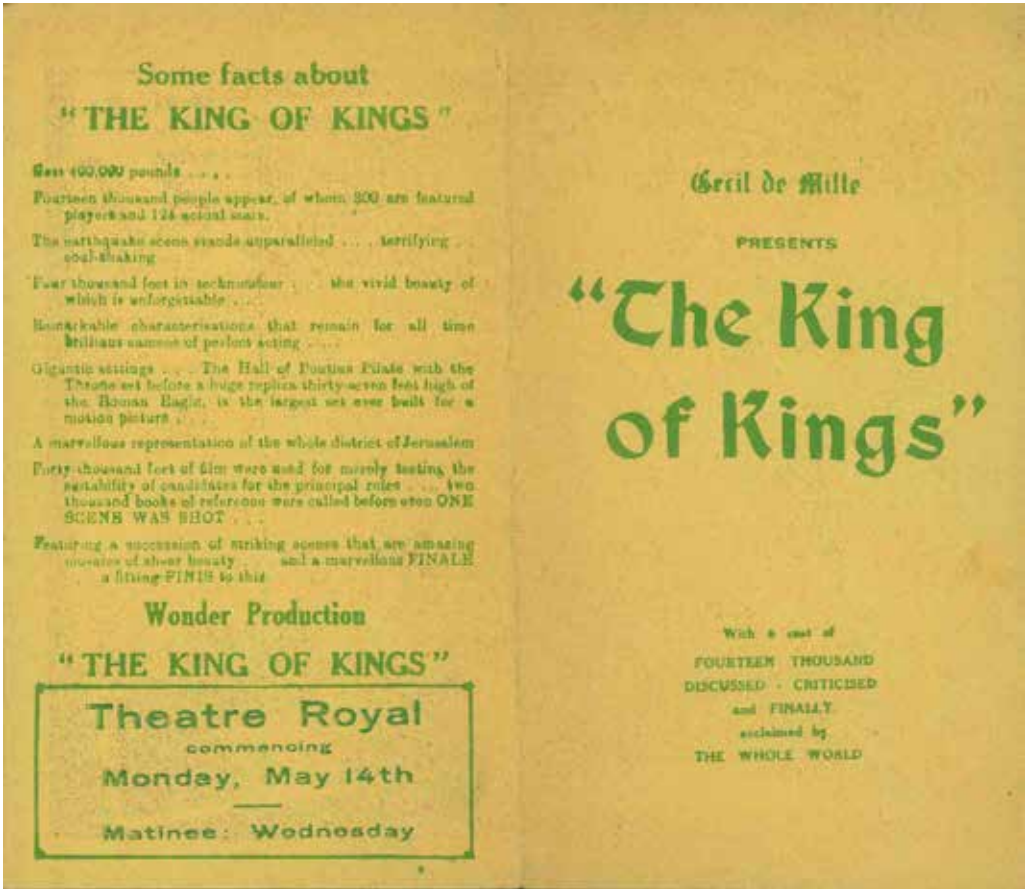 Some facts about
"THE KING OF KINGS"
Cost 400,000 pounds . . . .
Fourteen thousand people appear, of whom 300 are featured
players and
The earthquake scene stands unparalleled . . . . terrifying . .
soul-shaking
Four thousand feet in technicolour . . . the vivid beauty of
which is unforgettable . . .
Remarkable characterisations that remain for all time
brilliant cameos of perfect acting . . . .
Gigantic settings . . . The Hall of Pontius Pilate with the
Throne set before a huge replica thirty-seven feet high of
the Roman Eagle, is the largest set ever built for a
motion picture . . .
A marvellous representation of the whole district of Jerusalem
Forty thousand feet of film were used for merely testing the
suitability of candidates for the principal roles . . . . two
thousand books of reference were culled before even ONE
SCENE WAS SHOT . . .
Featuring a succession of striking scenes that are amazing
of sheer beauty and a marvellous FINALE
a fitting FINIS to this
Wonder Production
"THE KING OF KINGS"
Theatre Royal
commencing
Monday, May 14th
Matinee: Wednesday
Cecil de Mille
PRESENTS
"The King
of Kings"
With a cast of
FOURTEEN THOUSAND
DISCUSSED - CRITICISED
and FINALLY
acclaimed by
THE WHOLE WORLD